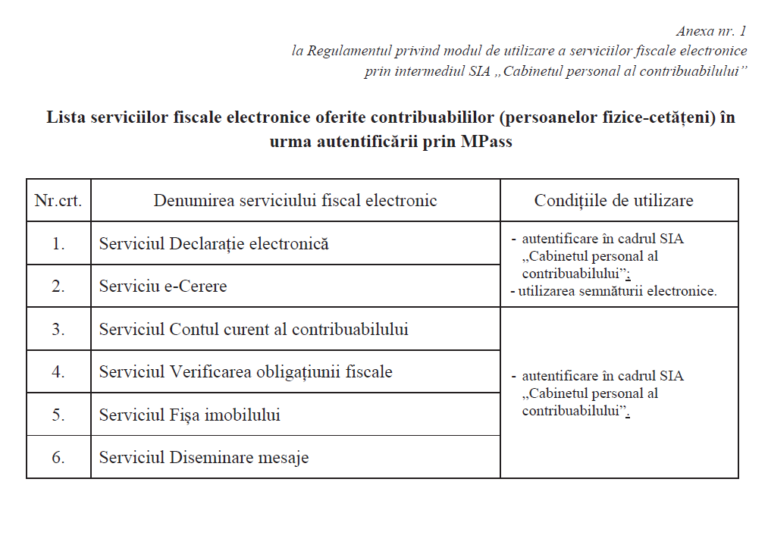 Anexa nr. 1
la Regulamentul privind modul de utilizare a serviciilor fiscale electronice
prin intermediul SIA „Cabinetul personal al contribuabilului”
Lista serviciilor fiscale electronice oferite contribuabililor (persoanelor fizice-cetățeni) în
urma autentificării prin MPass
Nr.crt. Denumirea serviciului fiscal electronic Condițiile de utilizare
1. Serviciul Declarație electronică
2. Serviciu e-Cerere
- autentificare în cadrul SIA
„Cabinetul personal al
contribuabilului”;
- utilizarea semnăturii electronice.
3. Serviciul Contul curent al contribuabilului
4. Serviciul Verificarea obligațiunii fiscale
5. Serviciul Fișa imobilului
6. Serviciul Diseminare mesaje
- autentificare în cadrul SIA
„Cabinetul personal al
contribuabilului”.